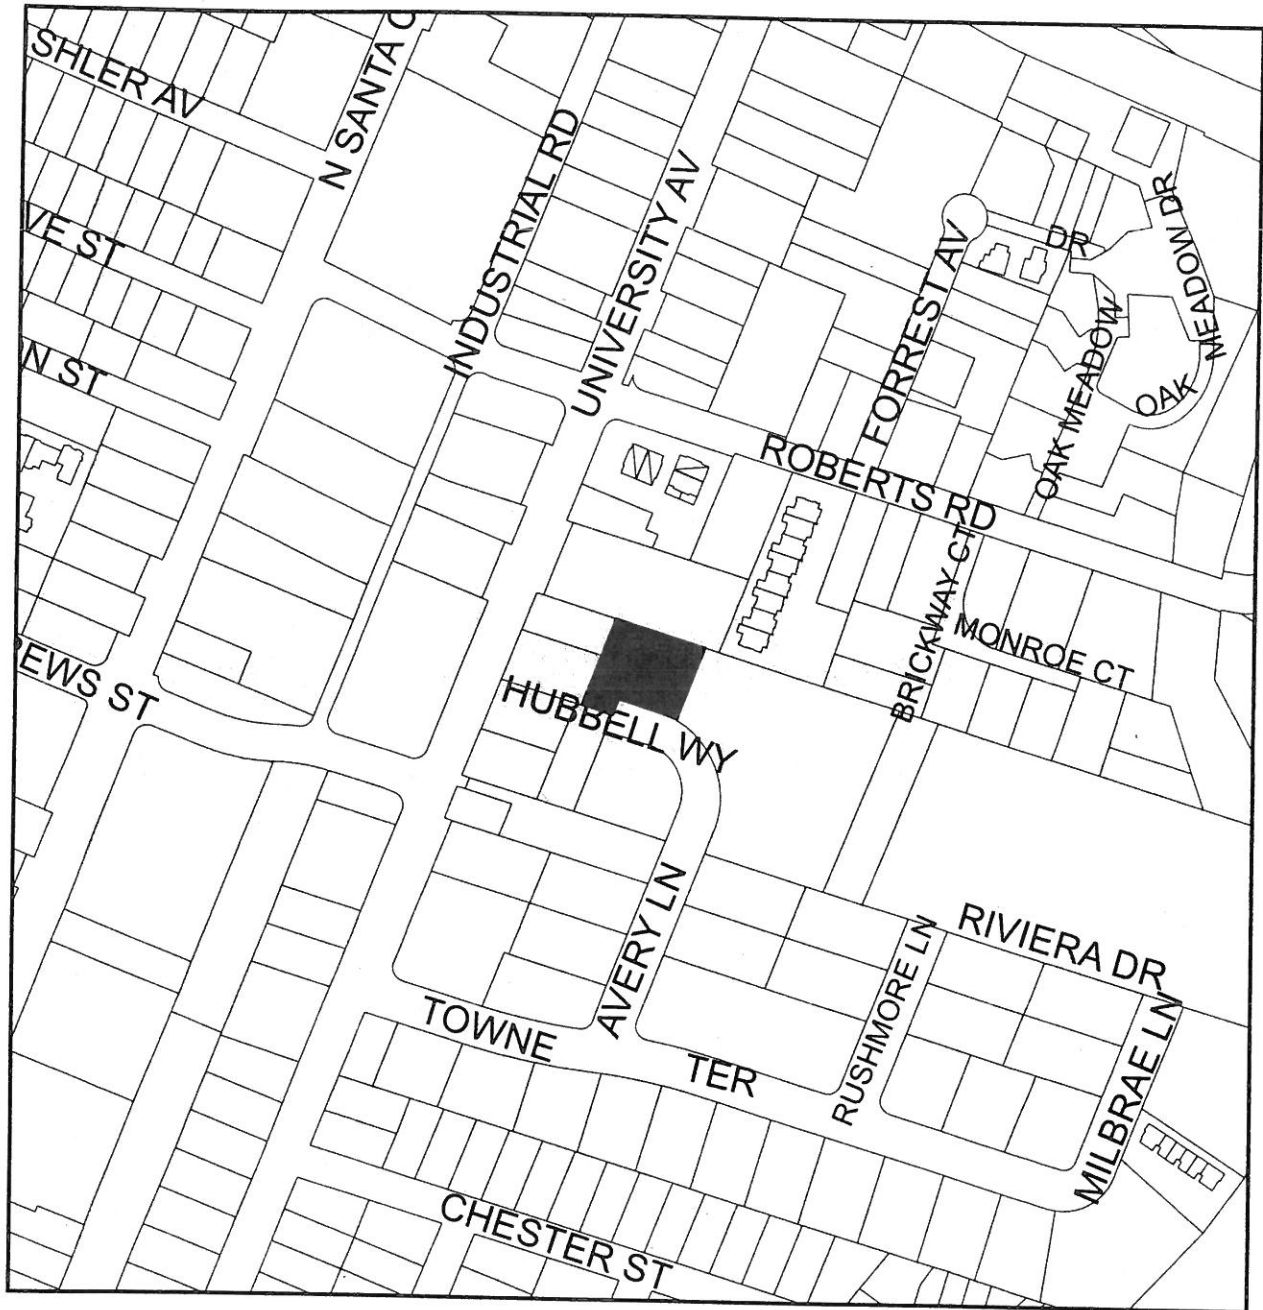 SHLER AV
N SANTA C
INDUSTRIAL RD
UNIVERSITY AV
VE ST
N ST
FORREST AV
DR
MEADOW DR
OAK MEADOW
OAK
ROBERTS RD
BRICKWAY CT
MONROE CT
REWS ST
HUBBELL WY
AVERY LN
RIVIERA DR
RUSHMORE LN
MILBRAE LN
TOWNE
TER
CHESTER ST